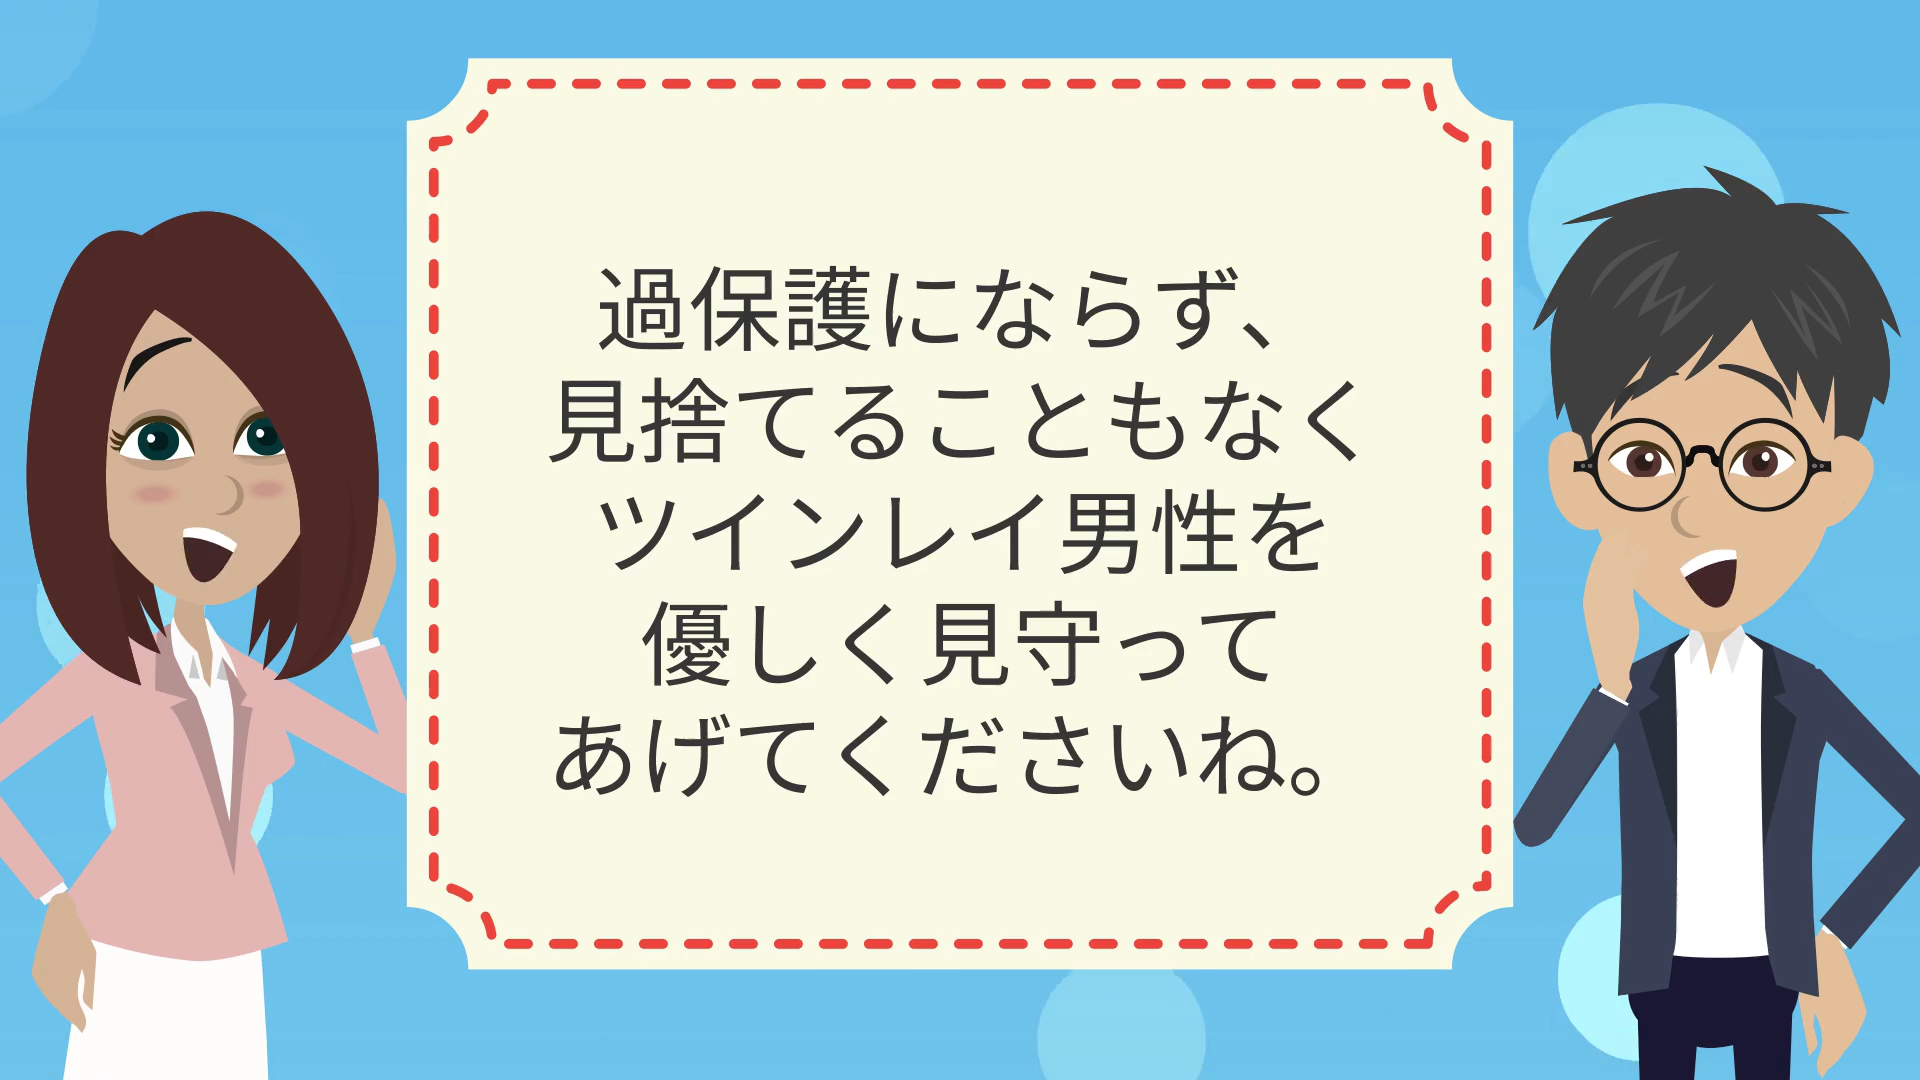 過保護にならず、
見捨てることもなく
ツインレイ男性を
優しく見守って
あげてくださいね。